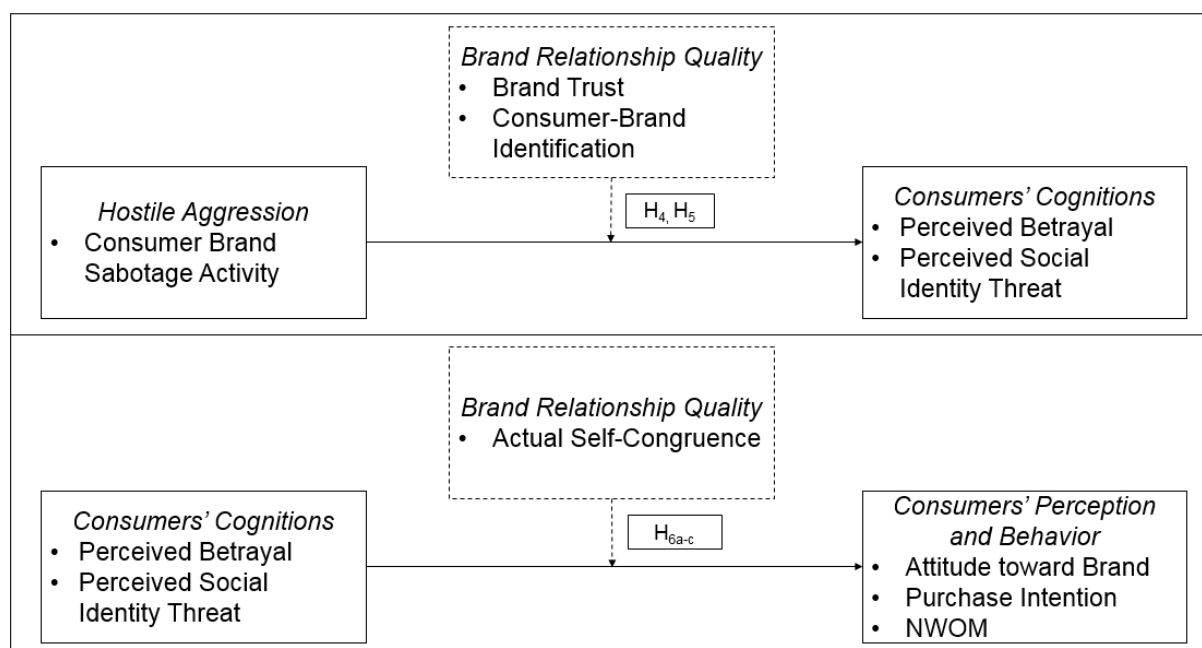 Brand Relationship Quality
• Brand Trust
• Consumer-Brand
Identification
Hostile Aggression
• Consumer Brand
Sabotage Activity
H₄, H₅
Consumers’ Cognitions
• Perceived Betrayal
• Perceived Social
Identity Threat
Brand Relationship Quality
• Actual Self-Congruence
Consumers’ Cognitions
• Perceived Betrayal
• Perceived Social
Identity Threat
H₆ₐ₋c
Consumers’ Perception
and Behavior
• Attitude toward Brand
• Purchase Intention
• NWOM